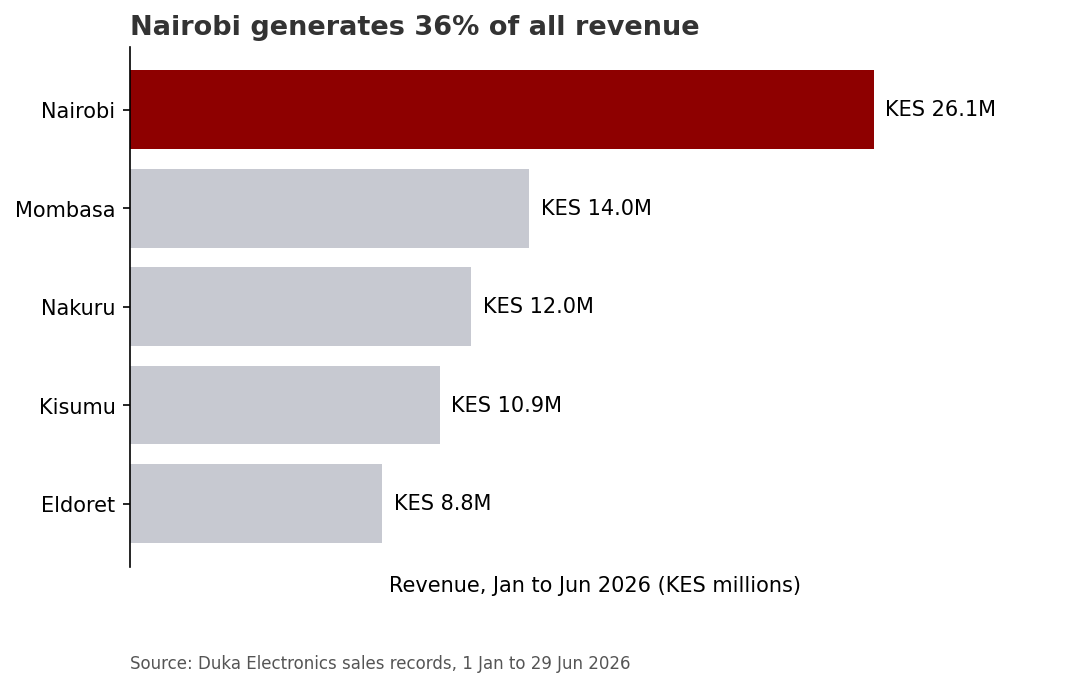 Nairobi generates 36% of all revenue
Nairobi KES 26.1M
Mombasa KES 14.0M
Nakuru KES 12.0M
Kisumu KES 10.9M
Eldoret KES 8.8M
Revenue, Jan to Jun 2026 (KES millions)
Source: Duka Electronics sales records, 1 Jan to 29 Jun 2026